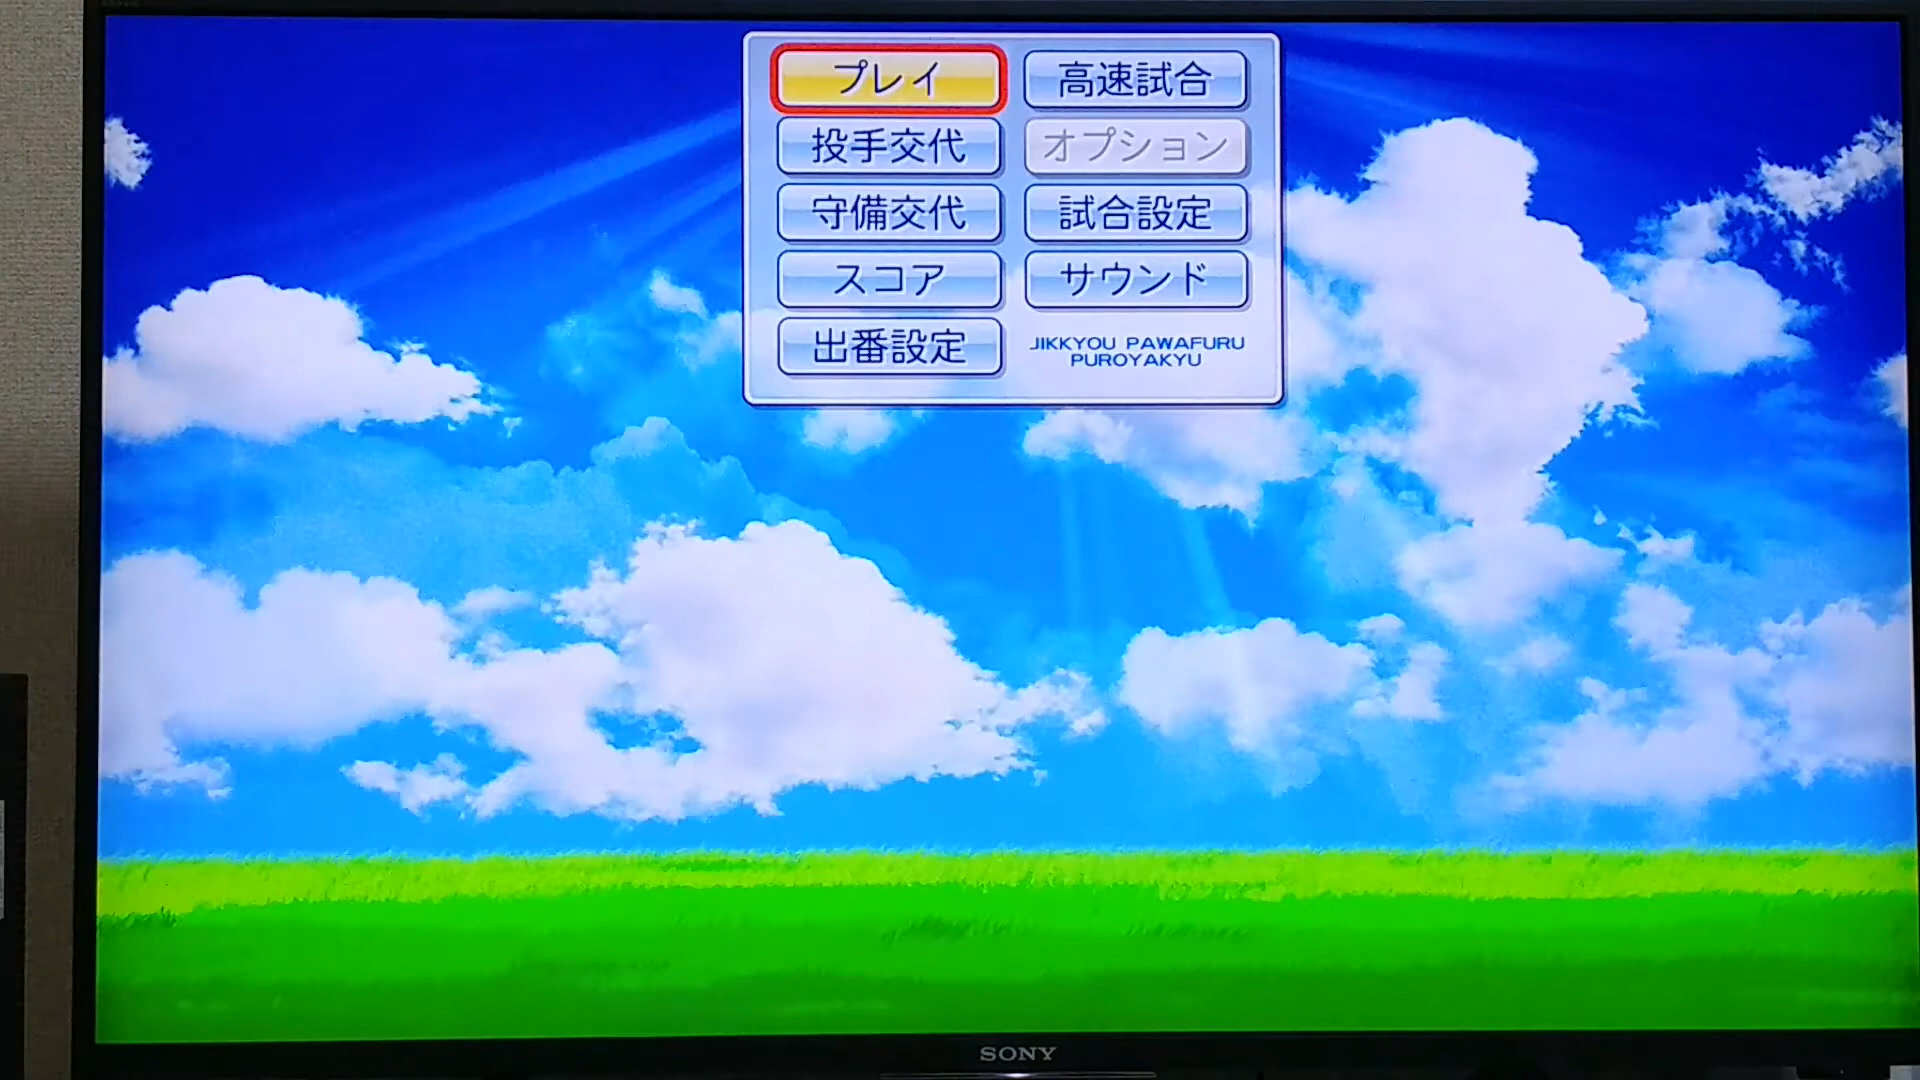 プレイ
高速試合
投手交代
オプション
守備交代
試合設定
スコア
サウンド
出番設定
JIKKYOU PAWAFURU
PUROYAKYU
SONY